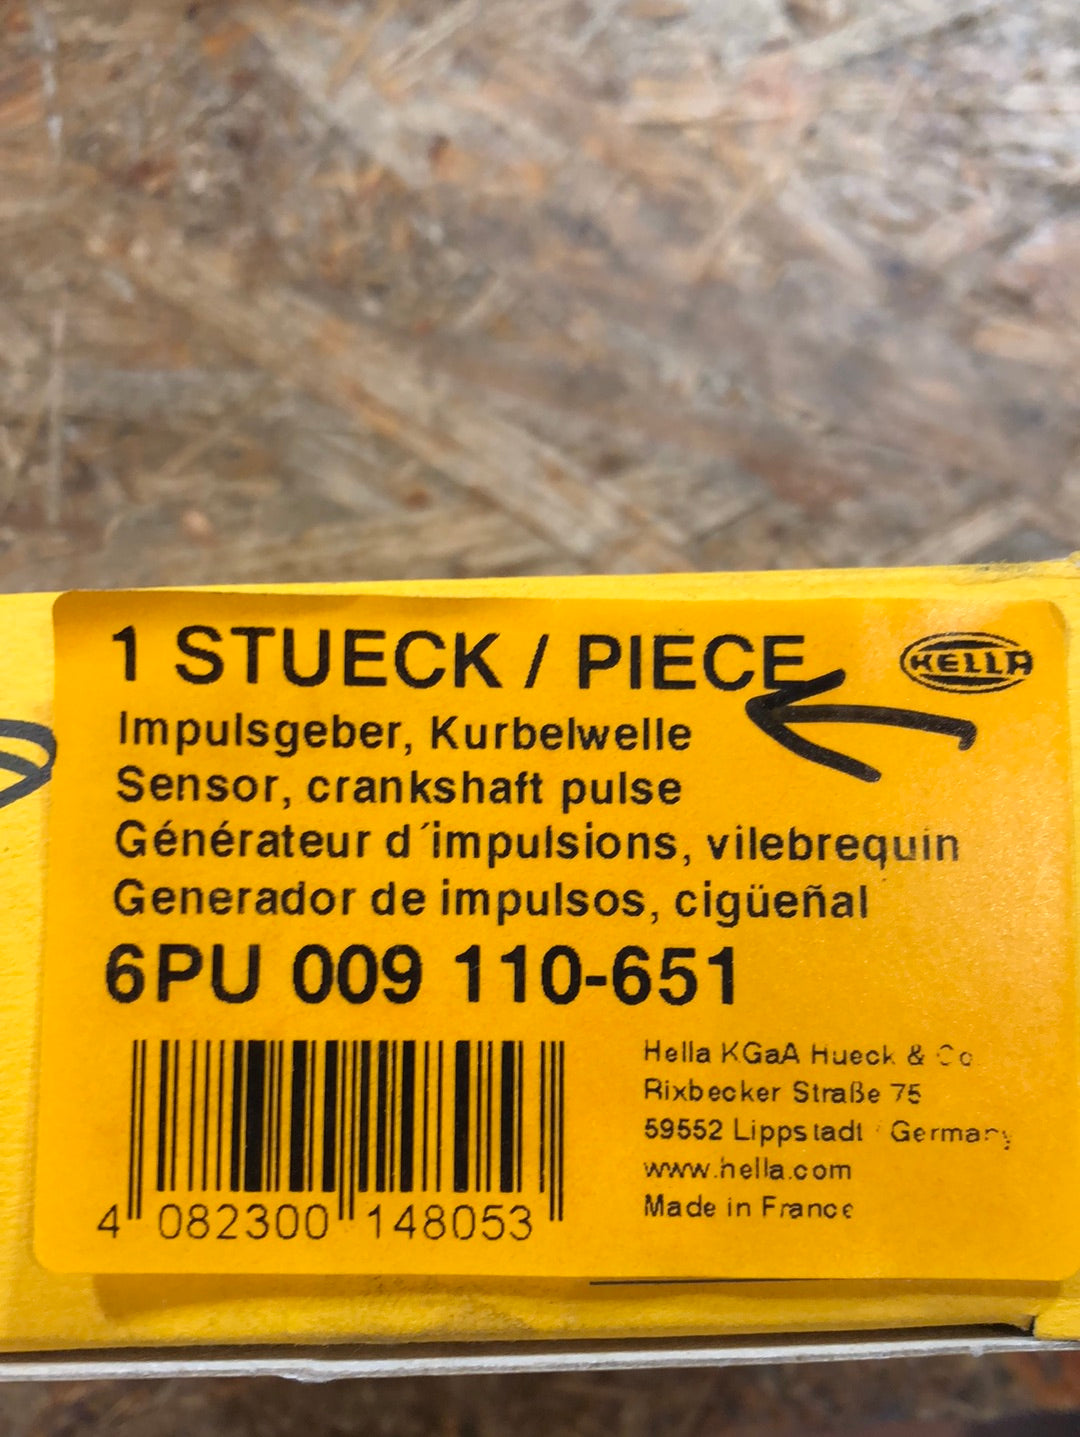 1 STUECK / PIECE
HELLA
Impulsgeber, Kurbelwelle
Sensor, crankshaft pulse
Générateur d´impulsions, vilebrequin
Generador de impulsos, cigüeñal
6PU 009 110-651
4 082300 148053
Hella KGaA Hueck & Co
Rixbecker Straße 75
59552 Lippstadt Germany
www.hella.com
Made in France